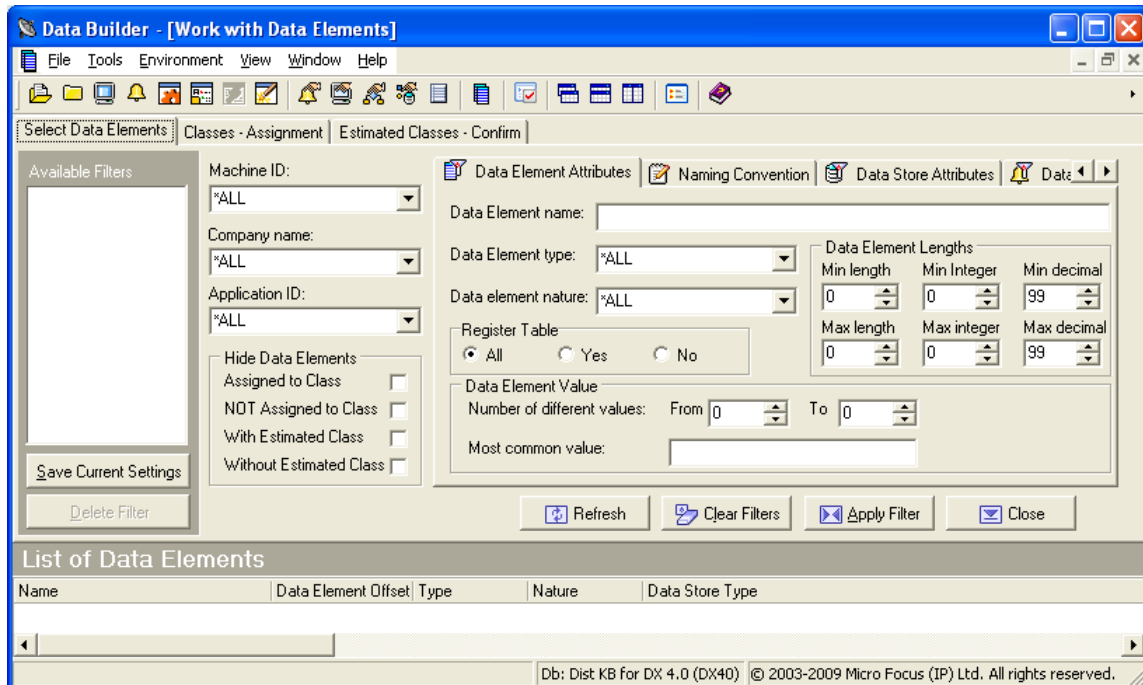 Data Builder - [Work with Data Elements]
File Tools Environment View Window Help
Select Data Elements Classes - Assignment Estimated Classes - Confirm
Available Filters
Save Current Settings
Delete Filter
Machine ID:
*ALL
Company name:
*ALL
Application ID:
*ALL
Hide Data Elements
Assigned to Class
NOT Assigned to Class
With Estimated Class
Without Estimated Class
Data Element Attributes Naming Convention Data Store Attributes Data
Data Element name:
Data Element type: *ALL
Data element nature: *ALL
Register Table
All Yes No
Data Element Lengths
Min length Min Integer Min decimal
0 0 99
Max length Max integer Max decimal
0 0 99
Data Element Value
Number of different values: From 0 To 0
Most common value:
Refresh Clear Filters Apply Filter Close
List of Data Elements
Name Data Element Offset Type Nature Data Store Type
Db: Dist KB for DX 4.0 (DX40) © 2003-2009 Micro Focus (IP) Ltd. All rights reserved.